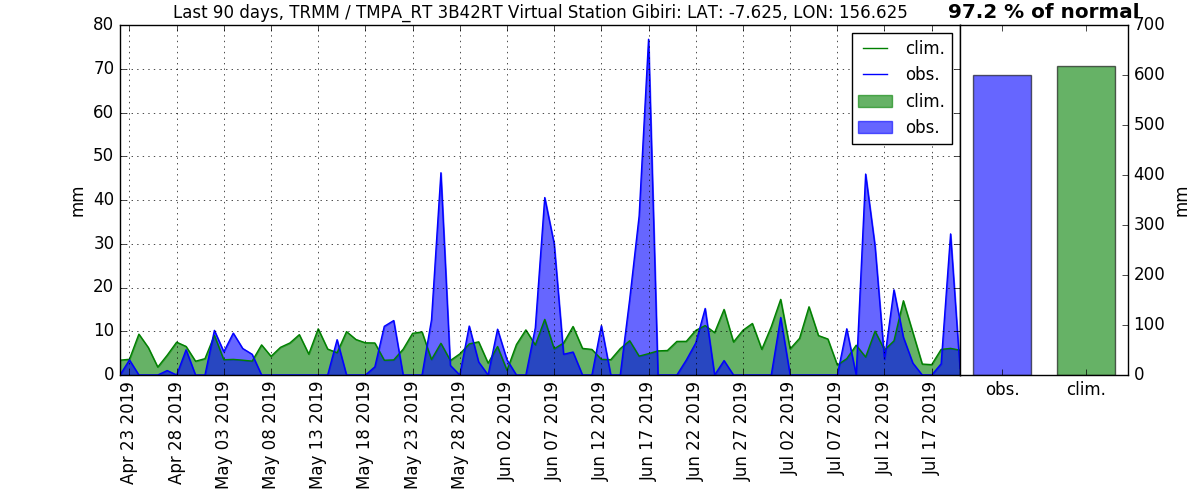 Last 90 days, TRMM / TMPA_RT 3B42RT Virtual Station Gibiri: LAT: -7.625, LON: 156.625
97.2 % of normal
80
70
60
50
40
30
20
10
0
mm
clim.
obs.
clim.
obs.
Apr 23 2019
Apr 28 2019
May 03 2019
May 08 2019
May 13 2019
May 18 2019
May 23 2019
May 28 2019
Jun 02 2019
Jun 07 2019
Jun 12 2019
Jun 17 2019
Jun 22 2019
Jun 27 2019
Jul 02 2019
Jul 07 2019
Jul 12 2019
Jul 17 2019
700
600
500
400
300
200
100
0
mm
obs.
clim.